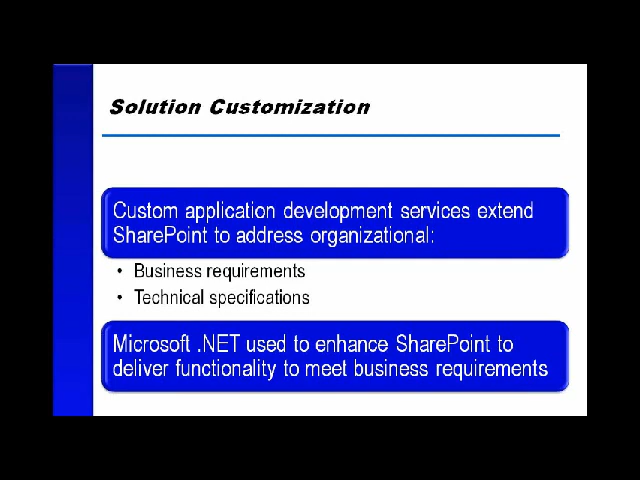 Solution Customization
Custom application development services extend
SharePoint to address organizational:
• Business requirements
• Technical specifications
Microsoft .NET used to enhance SharePoint to
deliver functionality to meet business requirements